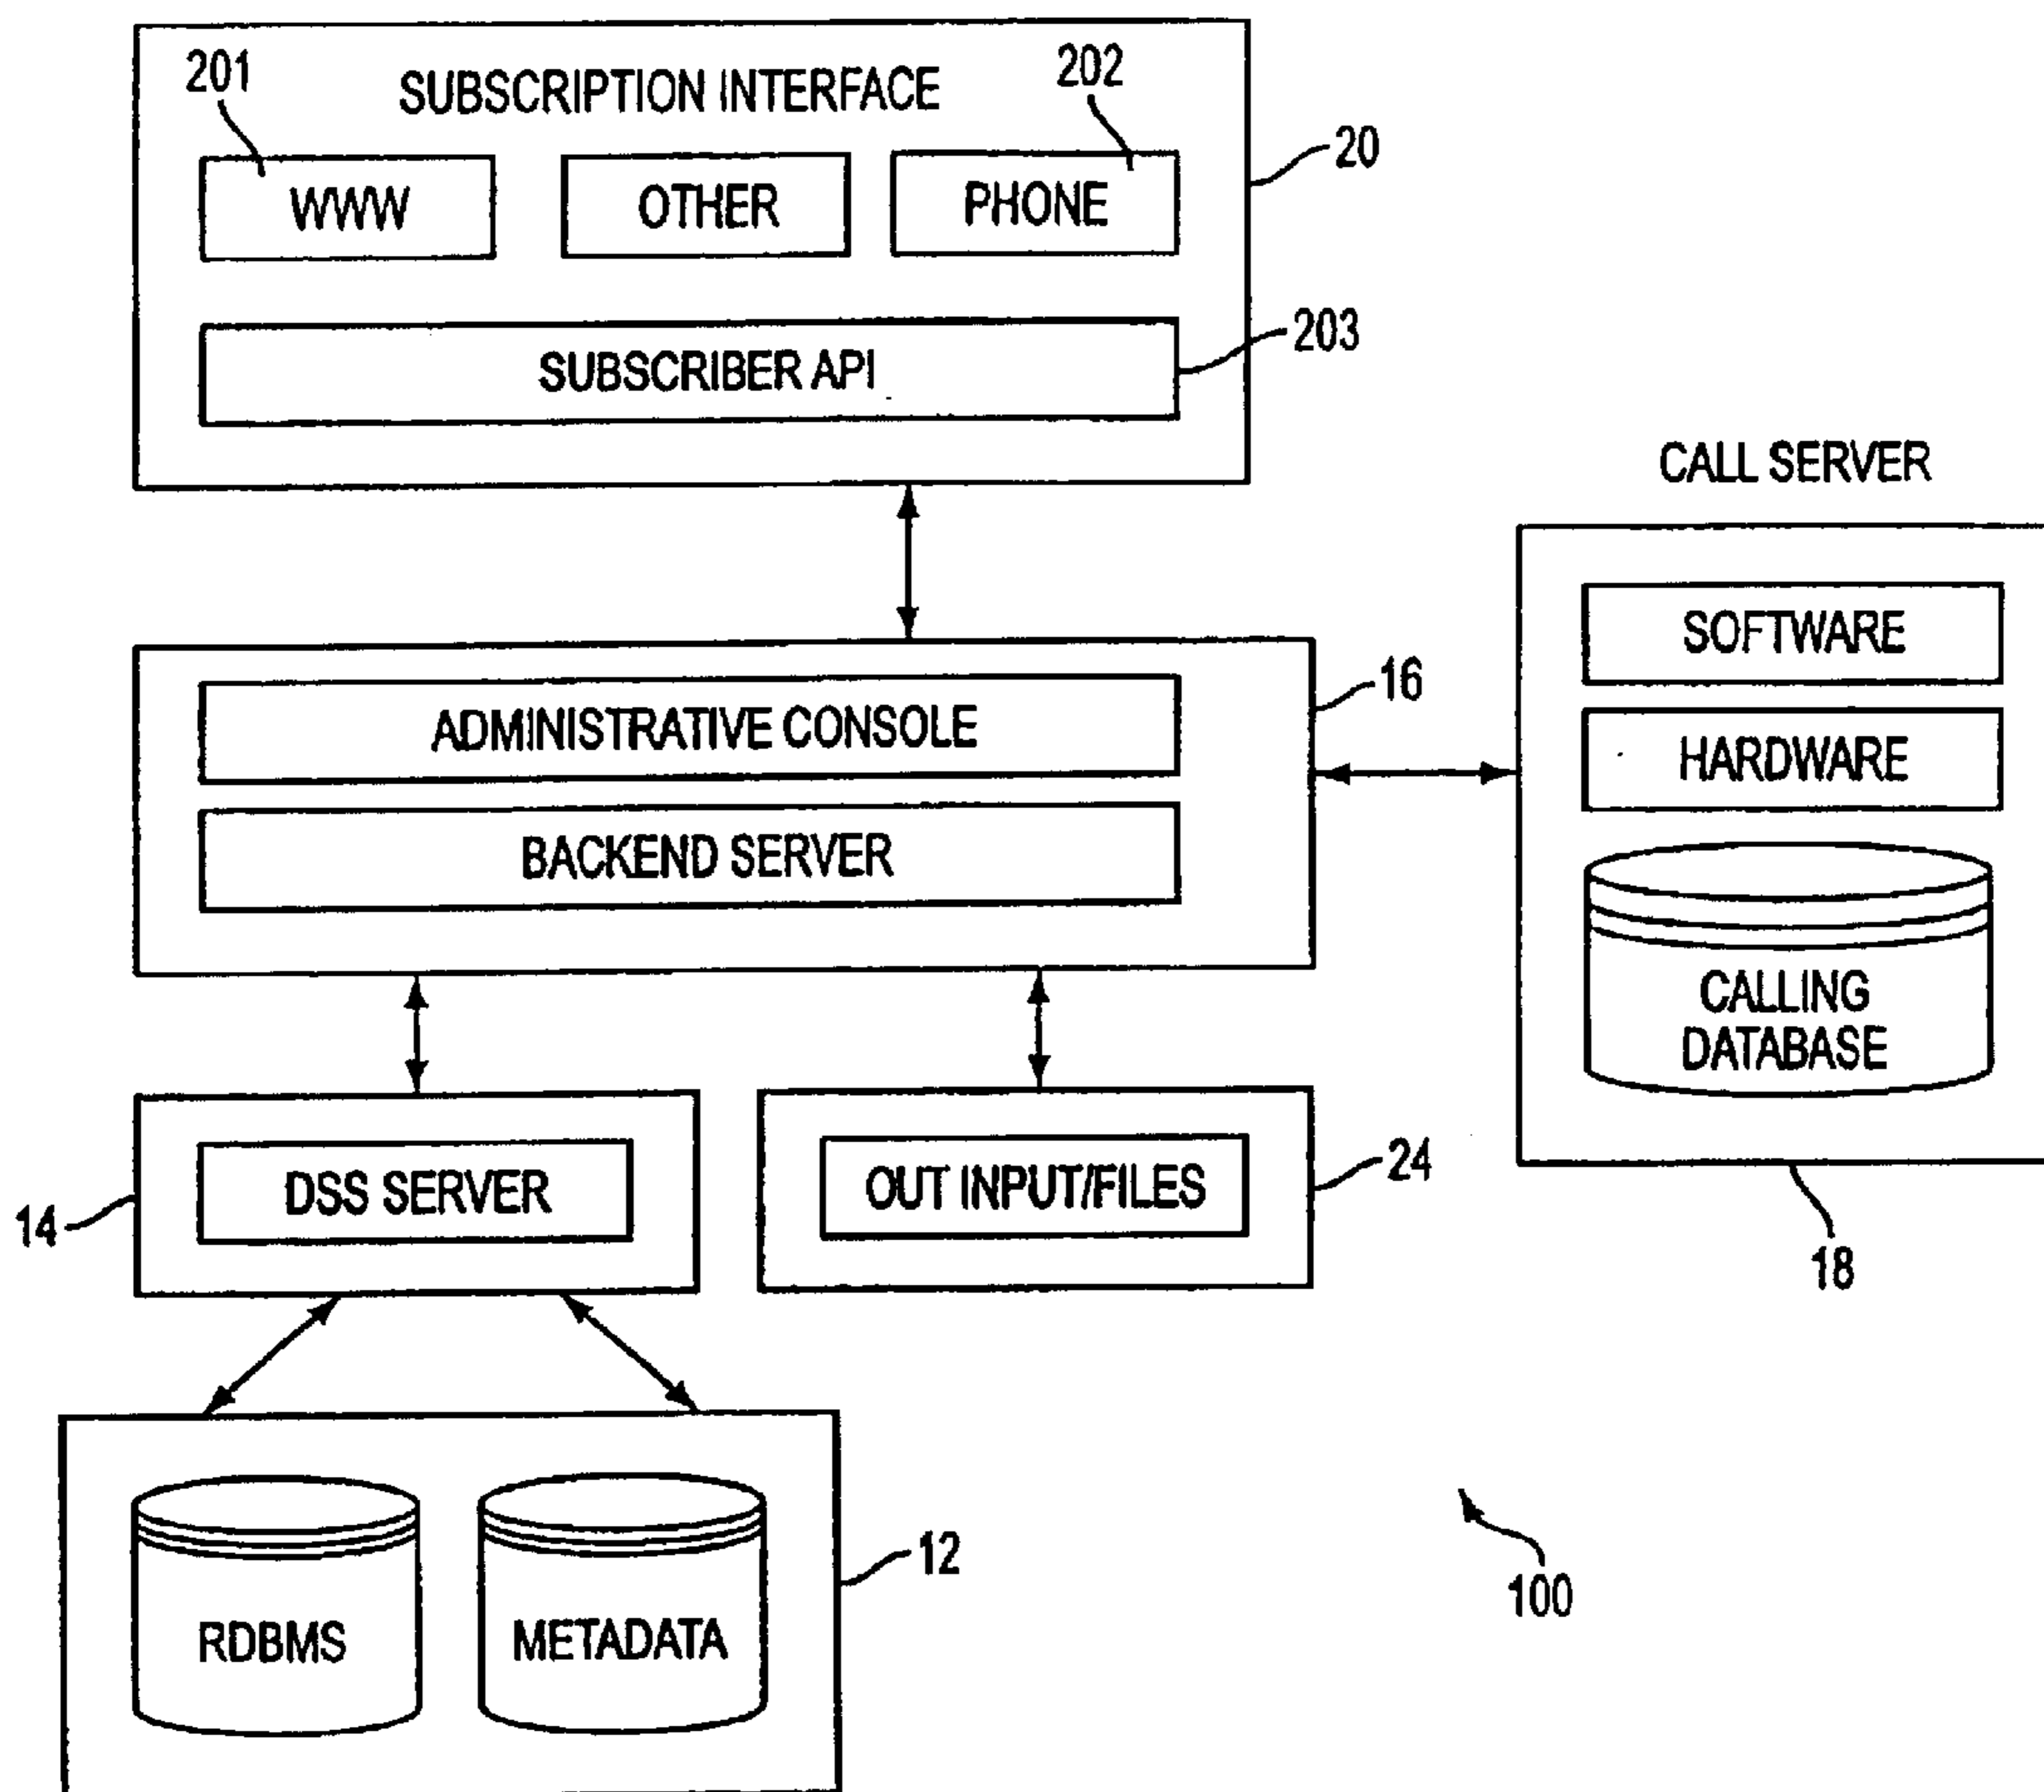 201
SUBSCRIPTION INTERFACE
202
20
WWW
OTHER
PHONE
203
SUBSCRIBER API
CALL SERVER
SOFTWARE
16
ADMINISTRATIVE CONSOLE
HARDWARE
BACKEND SERVER
CALLING
DATABASE
DSS SERVER
OUT INPUT/FILES
24
14
18
12
RDBMS
METADATA
100